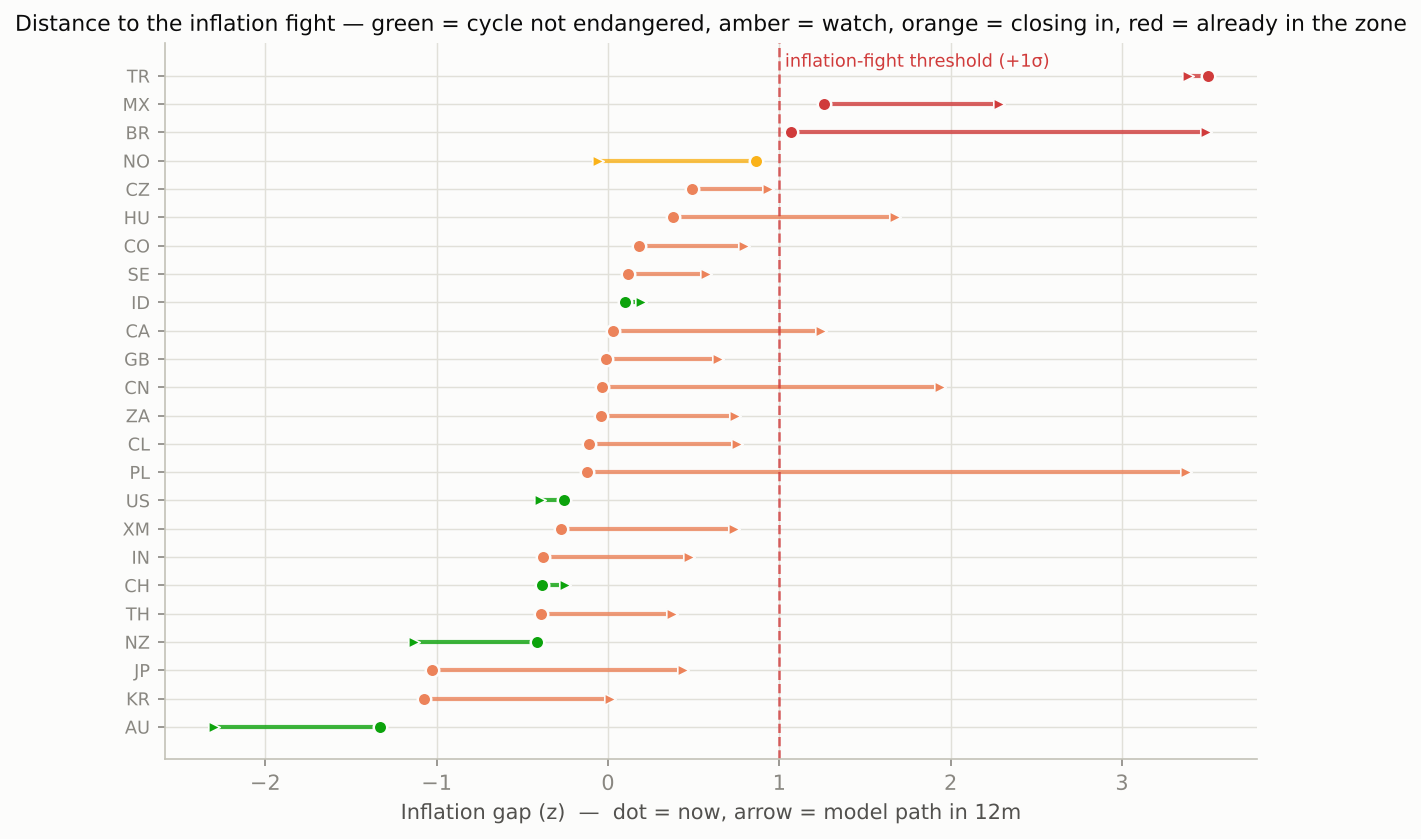 Distance to the inflation fight — green = cycle not endangered, amber = watch, orange = closing in, red = already in the zone
inflation-fight threshold (+1σ)
TR
MX
BR
NO
CZ
HU
CO
SE
ID
CA
GB
CN
ZA
CL
PL
US
XM
IN
CH
TH
NZ
JP
KR
AU
−2 −1 0 1 2 3
Inflation gap (z) — dot = now, arrow = model path in 12m